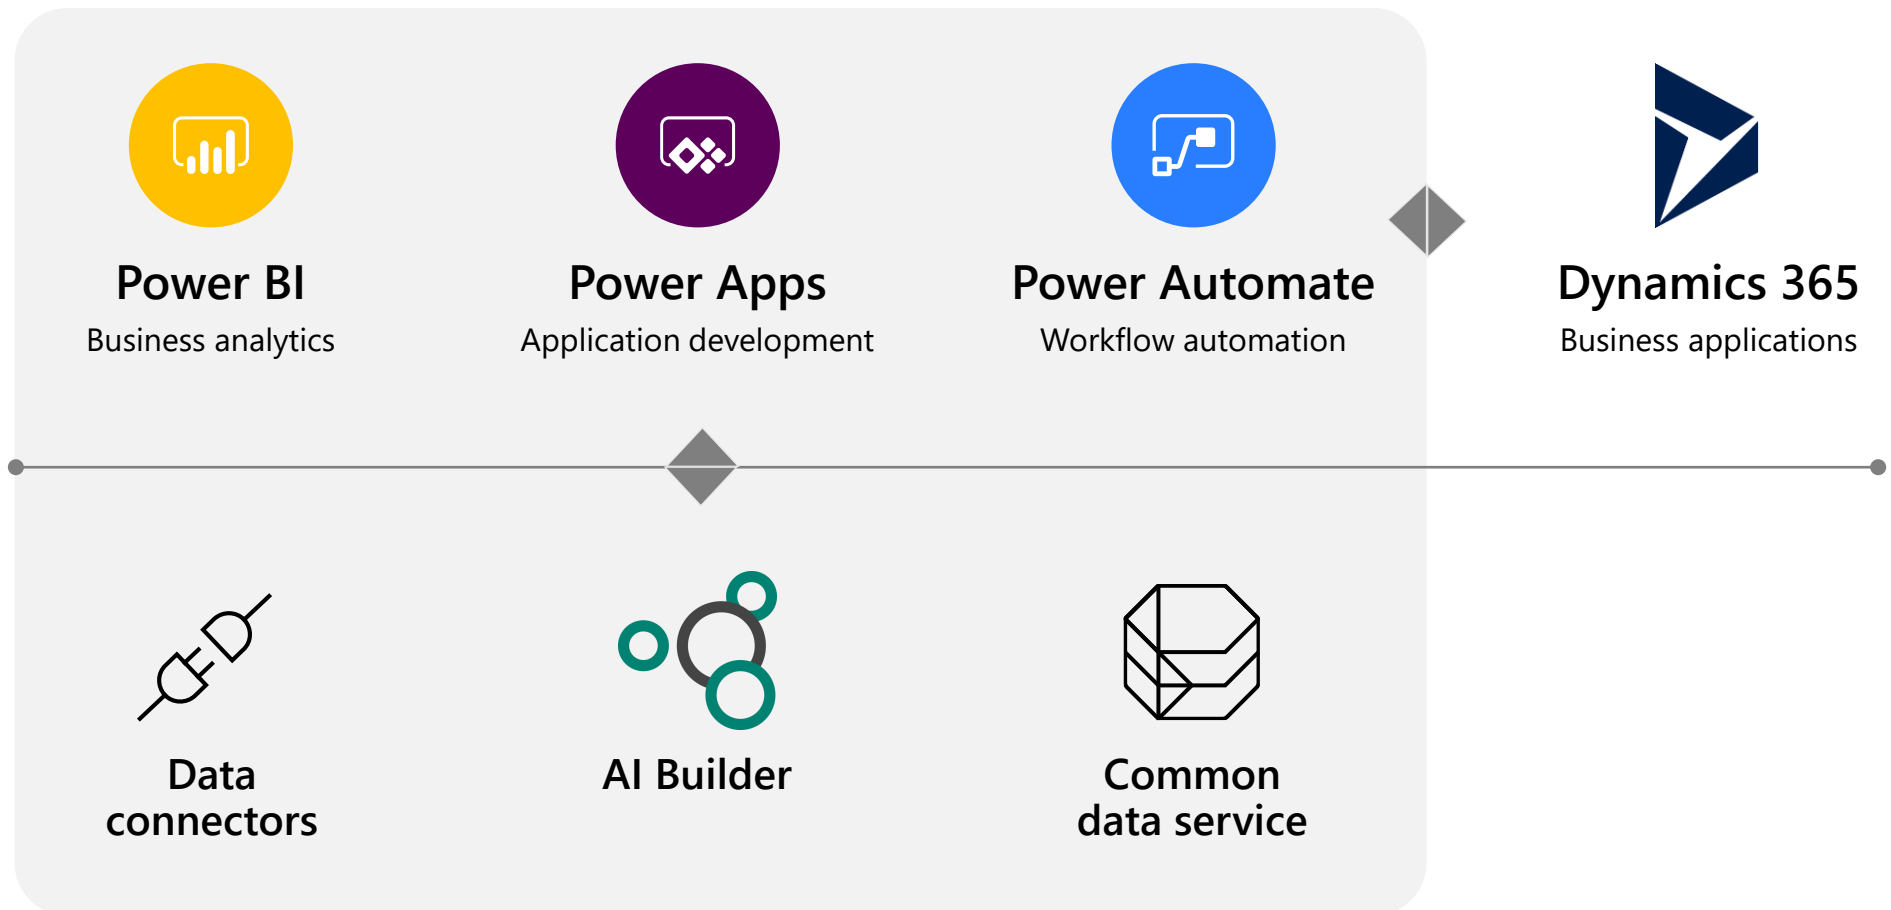 Power BI
Business analytics
Power Apps
Application development
Power Automate
Workflow automation
Dynamics 365
Business applications
Data
connectors
AI Builder
Common
data service